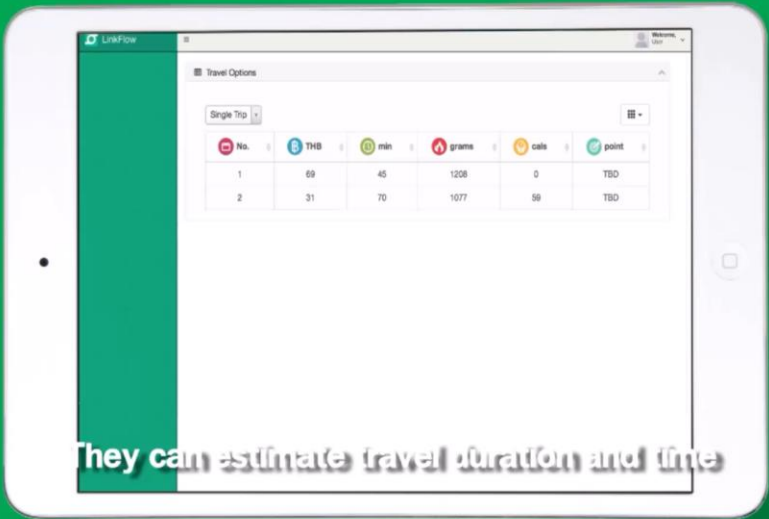 LinkFlow
Welcome,
User
Travel Options
Single Trip
No. THB min grams cals point
1 69 45 1208 0 TBD
2 31 70 1077 59 TBD
They can estimate travel duration and time